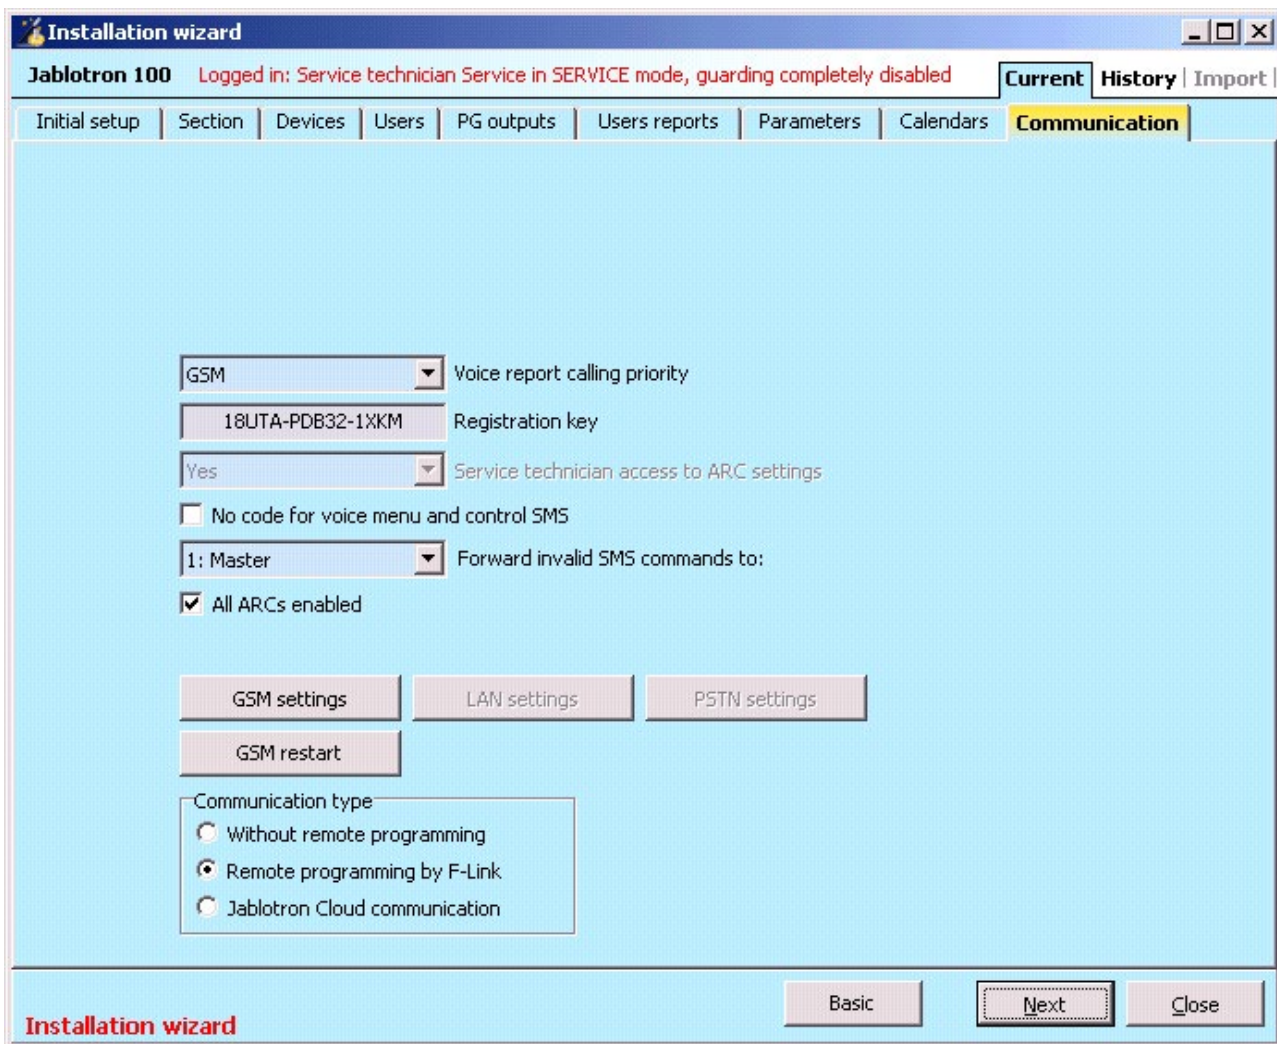 Installation wizard
Jablotron 100 Logged in: Service technician Service in SERVICE mode, guarding completely disabled Current History | Import |
Initial setup | Section | Devices | Users | PG outputs | Users reports | Parameters | Calendars Communication
GSM Voice report calling priority
18UTA-PDB32-1XKM Registration key
Yes Service technician access to ARC settings
No code for voice menu and control SMS
1: Master Forward invalid SMS commands to:
All ARCs enabled
GSM settings LAN settings PSTN settings
GSM restart
Communication type
Without remote programming
Remote programming by F-Link
Jablotron Cloud communication
Basic Next Close
Installation wizard